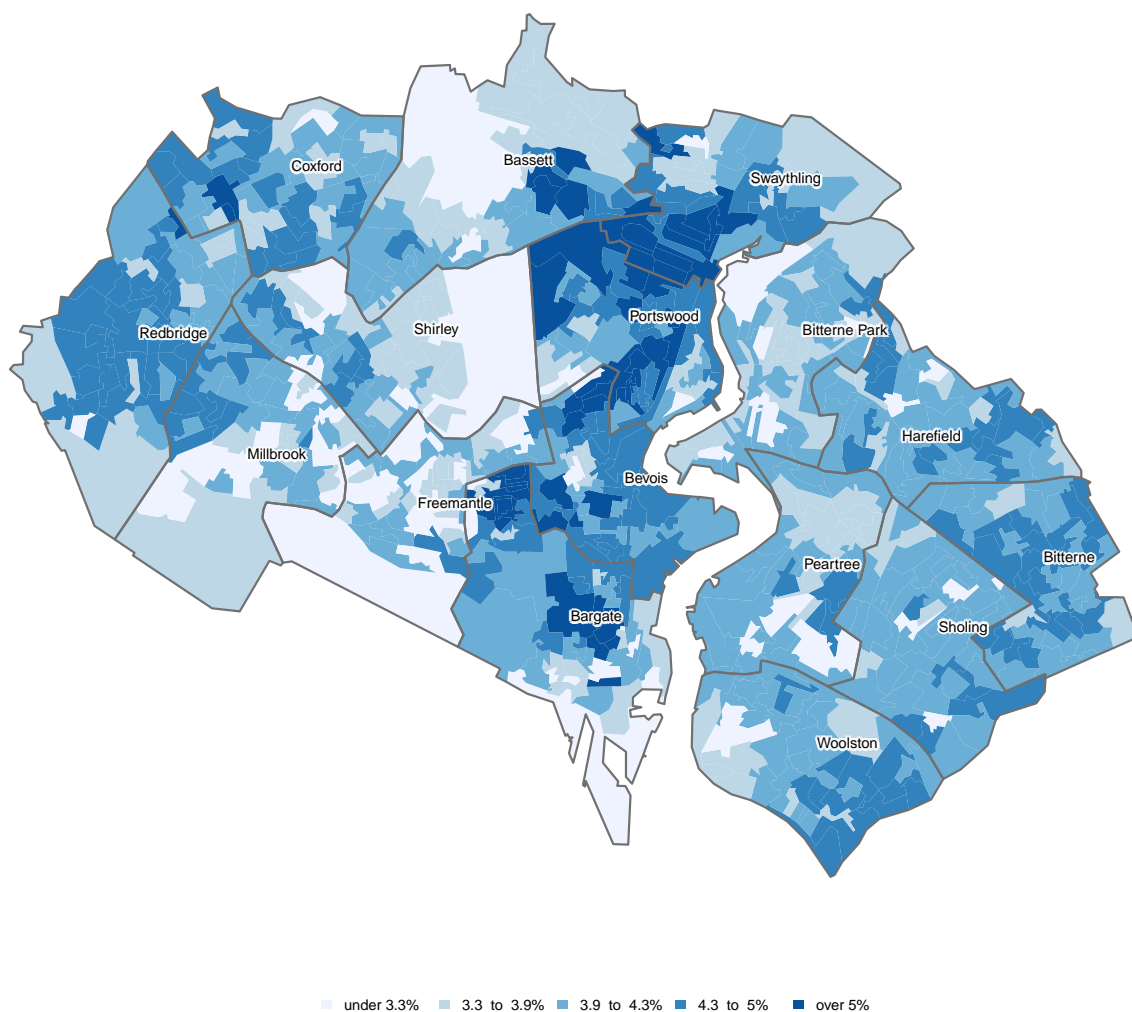 Coxford
Bassett
Swaythling
Redbridge
Shirley
Portswood
Bitterne Park
Harefield
Millbrook
Bevois
Freemantle
Bitterne
Peartree
Bargate
Sholing
Woolston
under 3.3% 3.3 to 3.9% 3.9 to 4.3% 4.3 to 5% over 5%